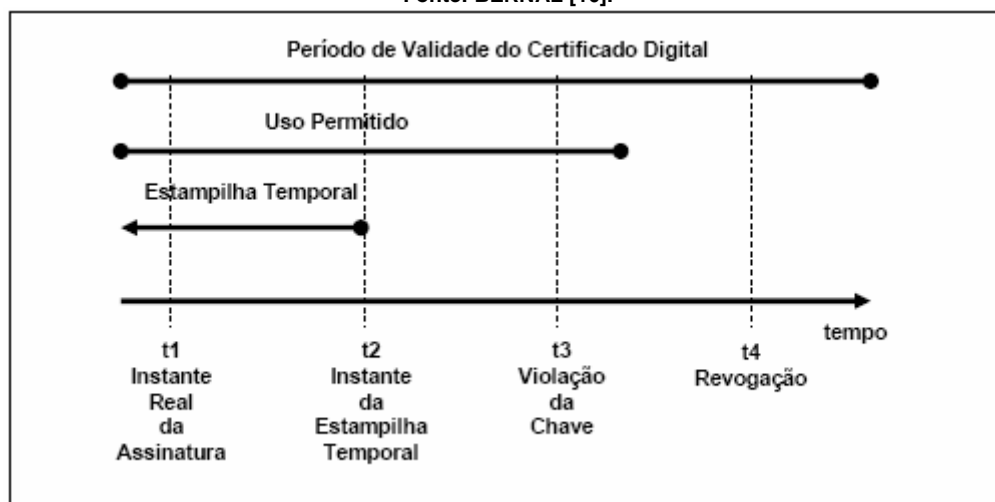 Período de Validade do Certificado Digital
Uso Permitido
Estampilha Temporal
tempo
t1
Instante
Real
da
Assinatura
t2
Instante
da
Estampilha
Temporal
t3
Violação
da
Chave
t4
Revogação